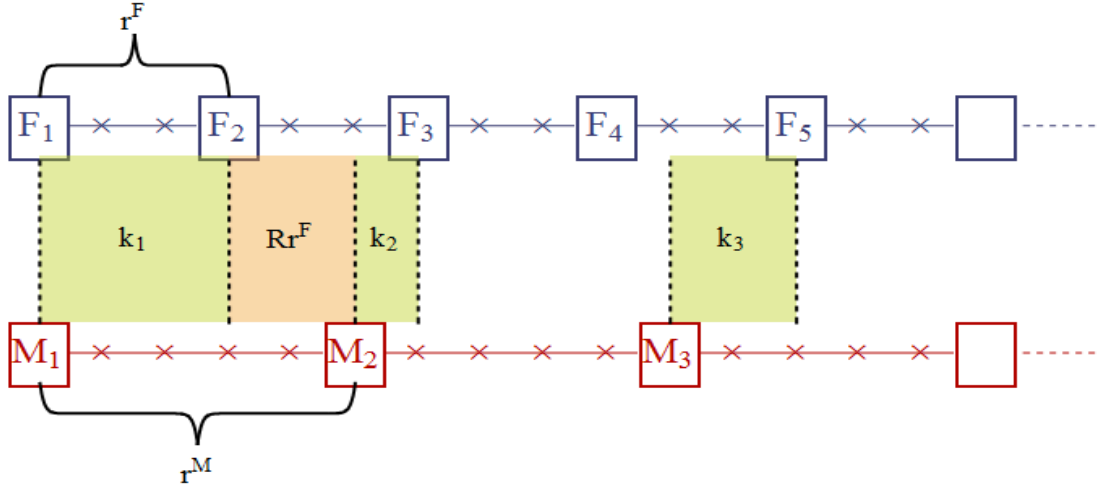 r^F
F₁ F₂ F₃ F₄ F₅
k₁ Rr^F k₂ k₃
M₁ M₂ M₃
r^M